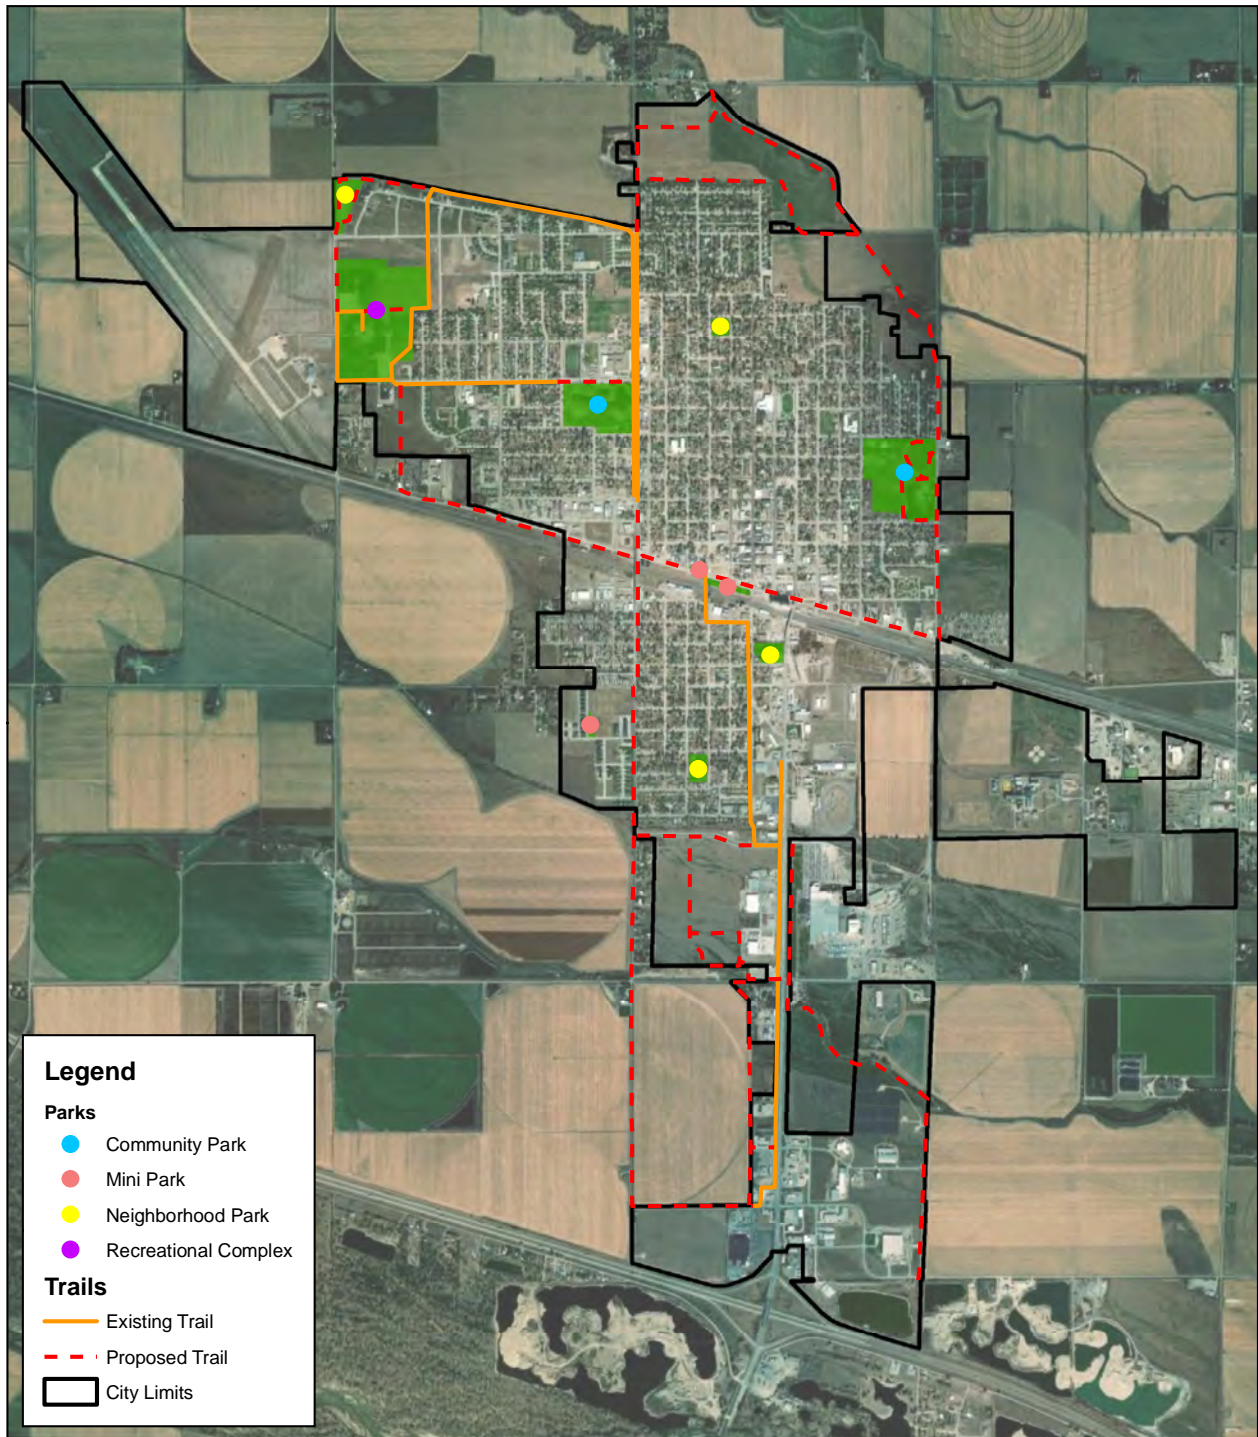 Legend
Parks
Community Park
Mini Park
Neighborhood Park
Recreational Complex
Trails
Existing Trail
Proposed Trail
City Limits